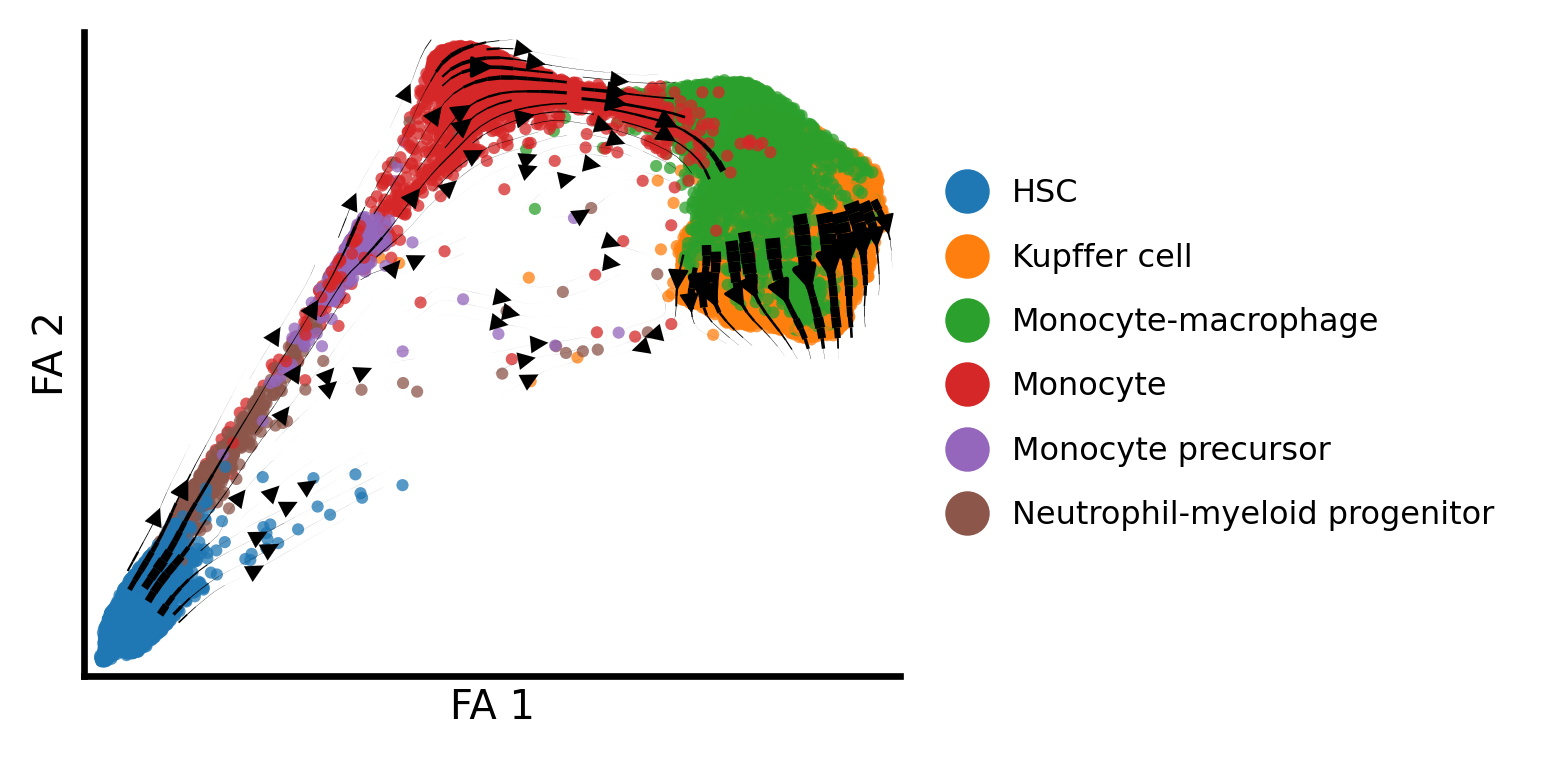 FA 2
FA 1
HSC
Kupffer cell
Monocyte-macrophage
Monocyte
Monocyte precursor
Neutrophil-myeloid progenitor